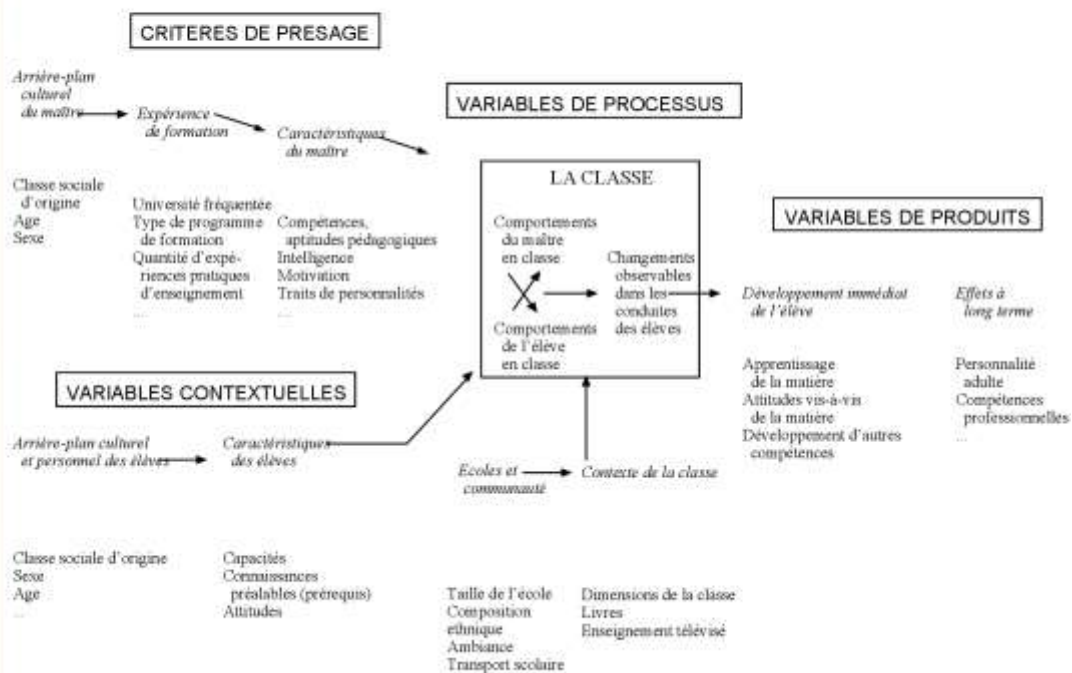 CRITERES DE PRESAGE
Arrière-plan
culturel
du maître
Expérience
de formation
Caractéristiques
du maître
Classe sociale
d'origine
Age
Sexe
Université fréquentée
Type de programme
de formation
Quantité d'expé-
riences pratiques
d'enseignement
...
Compétences,
aptitudes pédagogiques
Intelligence
Motivation
Traits de personnalités
...
VARIABLES DE PROCESSUS
LA CLASSE
Comportements
du maître
en classe
Comportements
de l'élève
en classe
Changements
observables
dans les
conduites
des élèves
VARIABLES DE PRODUITS
Développement immédiat
de l'élève
Effets à
long terme
Apprentissage
de la matière
Attitudes vis-à-vis
de la matière
Développement d'autres
compétences
Personnalité
adulte
Compétences
professionnelles
...
VARIABLES CONTEXTUELLES
Arrière-plan culturel
et personnel des élèves
Caractéristiques
des élèves
Ecoles et
communauté
Contexte de la classe
Classe sociale d'origine
Sexe
Age
...
Capacités
Connaissances
préalables (prérequis)
Attitudes
Taille de l'école
Composition
ethnique
Ambiance
Transport scolaire
Dimensions de la classe
Livres
Enseignement télévisé